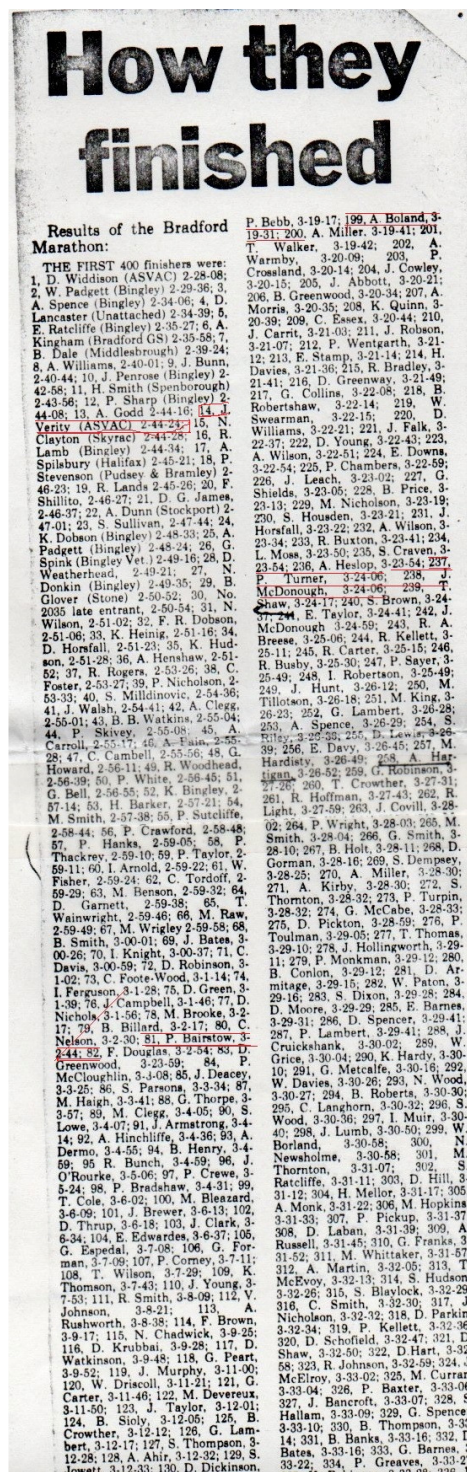 How they
finished
Results of the Bradford
Marathon:
THE FIRST 400 finishers were:
1, D. Widdison (ASVAC) 2-28-08;
2, W. Padgett (Bingley) 2-29-36; 3,
A. Spence (Bingley) 2-34-06; 4, D.
Lancaster (Unattached) 2-34-39; 5,
E. Ratcliffe (Bingley) 2-35-27; 6, A.
Kingham (Bradford GS) 2-35-58; 7,
B. Dale (Middlesbrough) 2-39-24;
8, A. Williams, 2-40-01; 9, J. Bunn,
2-40-44; 10, J. Penrose (Bingley) 2-
42-58; 11, H. Smith (Spenborough)
2-43-56; 12, P. Sharp (Bingley) 2-
44-08; 13, A. Godd 2-44-16; 14, J.
Verity (ASVAC) 2-44-24; 15, N.
Clayton (Skyrac) 2-44-28; 16, R.
Lamb (Bingley) 2-44-34; 17, A.
Spilsbury (Halifax) 2-45-21; 18, P.
Stevenson (Pudsey & Bramley) 2-
46-23; 19, R. Lands 2-45-26; 20, F.
Shillito, 2-46-27; 21, D. G. James,
2-46-37; 22, A. Dunn (Stockport) 2-
47-01; 23, S. Sullivan, 2-47-44; 24,
K. Dobson (Bingley) 2-48-33; 25, A.
Padgett (Bingley) 2-48-24; 26, G.
Spink (Bingley Vet.) 2-49-16; 28, D.
Weatherhead, 2-49-21; 27, N.
Donkin (Bingley) 2-49-35; 29, B.
Glover (Stone) 2-50-52; 30, No.
2035 late entrant, 2-50-54; 31, N.
Wilson, 2-51-02; 32, F. R. Dobson,
2-51-06; 33, K. Heinig, 2-51-16; 34,
D. Horsfall, 2-51-23; 35, K. Hud-
son, 2-51-28; 36, A. Henshaw, 2-51-
52; 37, R. Rogers, 2-53-26; 38, C.
Foster, 2-53-27; 39, P. Nicholson, 2-
53-33; 40, S. Milldinovic, 2-54-36;
41, J. Walsh, 2-54-41; 42, A. Clegg,
2-55-01; 43, B. B. Watkins, 2-55-04;
44, P. Skivey, 2-55-08; 45, A.
Carroll, 2-55-17; 46, A. Pain, 2-55-
28; 47, C. Cambell, 2-55-56; 48, G.
Howard, 2-56-11; 49, K. Woodhead,
2-56-39; 50, P. White, 2-56-45; 51,
G. Bell, 2-56-55; 52, K. Bingley, 2-
57-14; 53, H. Barker, 2-57-21; 54,
M. Smith, 2-57-38; 55, P. Sutcliffe,
2-58-44; 56, P. Crawford, 2-58-48;
57, P. Hanks, 2-59-05; 58, P.
Thackrey, 2-59-10; 59, P. Taylor, 2-
59-11; 60, I. Arnold, 2-59-22; 61, W.
Fisher, 2-59-24; 62, C. Tordoff, 2-
59-29; 63, M. Benson, 2-59-32; 64,
D. Garnett, 2-59-38; 65, T.
Wainwright, 2-59-46; 66, M. Raw,
2-59-49; 67, M. Wrigley 2-59-58; 68,
B. Smith, 3-00-01; 69, J. Bates, 3-
00-26; 70, I. Knight, 3-00-37; 71, C.
Davis, 3-00-59; 72, D. Robinson, 3-
1-02; 73, C. Foote-Wood, 3-1-14; 74,
I. Ferguson, 3-1-28; 75, D. Green, 3-
1-39; 76, J. Campbell, 3-1-46; 77, D.
Nichols, 3-1-56; 78, M. Brooke, 3-2-
17; 79, B. Billard, 3-2-17; 80, C.
Nelson, 3-2-30; 81, P. Bairstow, 3-
2-44; 82, F. Douglas, 3-2-54; 83, D.
Greenwood, 3-23-59; 84,
McCloughlin, 3-3-08; 85, J. Deacey,
3-3-25; 86, S. Parsons, 3-3-34; 87,
M. Haigh, 3-3-41; 88, G. Thorpe, 3-
3-57; 89, M. Clegg, 3-4-05; 90, S.
Lowe, 3-4-07; 91, J. Armstrong, 3-4-
14; 92, A. Hinchliffe, 3-4-36; 93, A.
Dermo, 3-4-55; 94, B. Henry, 3-4-
59; 95 R. Bunch, 3-4-59; 96, J.
O'Rourke, 3-5-06; 97, P. Crewe, 3-
5-24; 98, P. Bradshaw, 3-4-31; 99,
T. Cole, 3-6-02; 100, M. Bleazard,
3-6-09; 101, J. Brewer, 3-6-13; 102,
D. Thrup, 3-6-18; 103, J. Clark, 3-
6-34; 104, E. Edwardes, 3-6-37; 105,
G. Espedal, 3-7-08; 106, G. For-
man, 3-7-09; 107, P. Corney, 3-7-11;
108, T. Wilson, 3-7-29; 109, K.
Thomson, 3-7-43; 110, J. Young, 3-
7-53; 111, R. Smith, 3-8-09; 112, V.
Johnson, 3-8-21; 113, A.
Rushworth, 3-8-38; 114, F. Brown,
3-9-17; 115, N. Chadwick, 3-9-25;
116, D. Krubbai, 3-9-28; 117, D.
Watkinson, 3-9-48; 118, G. Peart,
3-9-52; 119, J. Murphy, 3-11-00;
120, W. Driscoll, 3-11-21; 121, G.
Carter, 3-11-46; 122, M. Devereux,
3-11-50; 123, J. Taylor, 3-12-01;
124, B. Sioly, 3-12-05; 125, B.
Crowther, 3-12-12; 126, G. Lam-
bert, 3-12-17; 127, S. Thompson, 3-
12-28; 128, A. Ahir, 3-12-32; 129, S.
Jowett, 3-12-33; 130, D. Dickinson,
P. Bebb, 3-19-17; 199, A. Boland, 3-
19-31; 200, A. Miller, 3-19-41; 201,
T. Walker, 3-19-42; 202, A.
Warmby, 3-20-09; 203, P.
Crossland, 3-20-14; 204, J. Cowley,
3-20-15; 205, J. Abbott, 3-20-21;
206, B. Greenwood, 3-20-34; 207, A.
Morris, 3-20-35; 208, K. Quinn, 3-
20-39; 209, C. Essex, 3-20-44; 210,
J. Carrit, 3-21-03; 211, J. Robson,
3-21-07; 212, P. Wentgarth, 3-21-
12; 213, E. Stamp, 3-21-14; 214, H.
Davies, 3-21-36; 215, R. Bradley, 3-
21-41; 216, D. Greenway, 3-21-49;
217, G. Collins, 3-22-08; 218, B.
Robertshaw, 3-22-14; 219, W.
Swearman, 3-22-15; 220, D.
Williams, 3-22-21; 221, J. Falk, 3-
22-37; 222, D. Young, 3-22-43; 223,
A. Wilson, 3-22-51; 224, E. Downs,
3-22-54; 225, P. Chambers, 3-22-59;
226, J. Leach, 3-23-02; 227, G.
Shields, 3-23-05; 228, B. Price, 3-
23-13; 229, M. Nicholson, 3-23-19;
230, S. Housden, 3-23-21; 231, J.
Horsfall, 3-23-22; 232, A. Wilson, 3-
23-34; 233, R. Buxton, 3-23-41; 234,
L. Moss, 3-23-50; 235, S. Craven, 3-
23-54; 236, A. Heslop, 3-23-54; 237,
P. Turner, 3-24-06; 238, J.
McDonough, 3-24-06; 239, T.
Shaw, 3-24-17; 240, S. Brown, 3-24-
37; 241, E. Taylor, 3-24-41; 242, J.
McDonough 3-24-59; 243, R. A.
Breese, 3-25-06; 244, R. Kellett, 3-
25-11; 245, R. Carter, 3-25-15; 246,
R. Busby, 3-25-30; 247, P. Sayer, 3-
25-49; 248, I. Robertson, 3-25-49;
249, J. Hunt, 3-26-12; 250, M.
Tillotson, 3-26-18; 251, M. King, 3-
26-23; 252, G. Lambert, 3-26-28;
253, A. Spence, 3-26-29; 254, S.
Riley, 3-26-33; 255, D. Lewis, 3-26-
39; 256, E. Davy, 3-26-45; 257, M.
Hardisty, 3-26-49; 258, A. Har-
tigan, 3-26-52; 259, G. Robinson, 3-
27-26; 260, T. Crowther, 3-27-31;
261, R. Hoffman, 3-27-43; 262, R.
Light, 3-27-59; 263, J. Covill, 3-28-
02; 264, P. Wright, 3-28-03; 265, M.
Smith, 3-28-04; 266, G. Smith, 3-
28-10; 267, B. Holt, 3-28-11; 268, D.
Gorman, 3-28-16; 269, S. Dempsey,
3-28-25; 270, A. Miller, 3-28-30;
271, A. Kirby, 3-28-30; 272, S.
Thornton, 3-28-32; 273, P. Turpin,
3-28-32; 274, G. McCabe, 3-28-33;
275, D. Pickton, 3-28-59; 276, P.
Toulman, 3-29-05; 277, T. Thomas,
3-29-10; 278, J. Hollingworth, 3-29-
11; 279, P. Monkman, 3-29-12; 280,
B. Conlon, 3-29-12; 281, D. Ar-
mitage, 3-29-15; 282, W. Paton, 3-
29-16; 283, S. Dixon, 3-29-28; 284,
D. Moore, 3-29-29; 285, E. Barnes,
3-29-31; 286, D. Spencer, 3-29-41;
287, P. Lambert, 3-29-41; 288, J.
Cruickshank, 3-30-02; 289, W.
Grice, 3-30-04; 290, K. Hardy, 3-30-
10; 291, G. Metcalfe, 3-30-16; 292,
W. Davies, 3-30-26; 293, N. Wood,
3-30-27; 294, B. Roberts, 3-30-30;
295, C. Langhorn, 3-30-32; 296, S.
Wood, 3-30-36; 297, I. Muir, 3-30-
40; 298, J. Lumb, 3-30-50; 299, W.
Borland, 3-30-58; 300, N.
Newsholme, 3-30-58; 301, M.
Thornton, 3-31-07; 302, S.
Ratcliffe, 3-31-11; 303, D. Hill, 3-
31-12; 304, H. Mellor, 3-31-17; 305,
A. Monk, 3-31-22; 306, M. Hopkins,
3-31-33; 307, P. Pickup, 3-31-37;
308, D. Laban, 3-31-39; 309, A.
Russell, 3-31-45; 310, G. Franks, 3-
31-52; 311, M. Whittaker, 3-31-57;
312, A. Martin, 3-32-05; 313, T.
McEvoy, 3-32-13; 314, S. Hudson,
3-32-26; 315, S. Blaylock, 3-32-29;
316, C. Smith, 3-32-30; 317,
Nicholson, 3-32-32; 318, D. Parkin
3-32-34; 319, P. Kellett, 3-32-36
320, D. Schofield, 3-32-47; 321, D.
Shaw, 3-32-50; 322, D.Hart, 3-32-
58; 323, R. Johnson, 3-32-59; 324,
McElroy, 3-33-02; 325, M. Curran
3-33-04; 326, P. Baxter, 3-33-06
327, J. Bancroft, 3-33-07; 328,
Hallam, 3-33-09; 329, G. Spence
3-33-10; 330, B. Thompson, 3-33-
14; 331, B. Banks, 3-33-16; 332,
Bates, 3-33-16; 333, G. Barnes,
33-22; 334, P. Greaves, 3-33-2